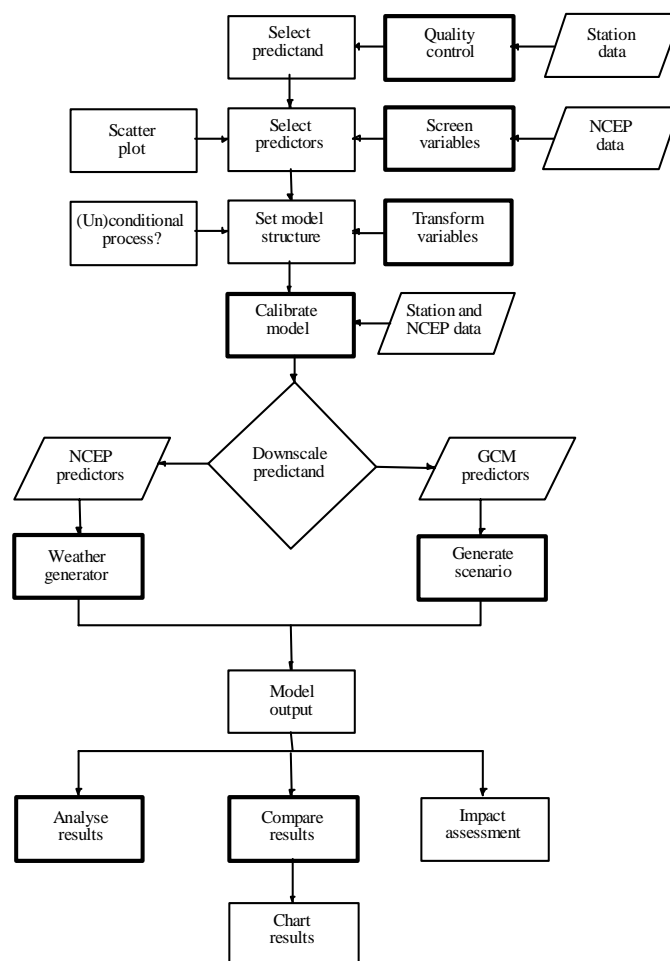 Select
predictand
Quality
control
Station
data
Scatter
plot
Select
predictors
Screen
variables
NCEP
data
(Un)conditional
process?
Set model
structure
Transform
variables
Calibrate
model
Station and
NCEP data
NCEP
predictors
Downscale
predictand
GCM
predictors
Weather
generator
Generate
scenario
Model
output
Analyse
results
Compare
results
Impact
assessment
Chart
results